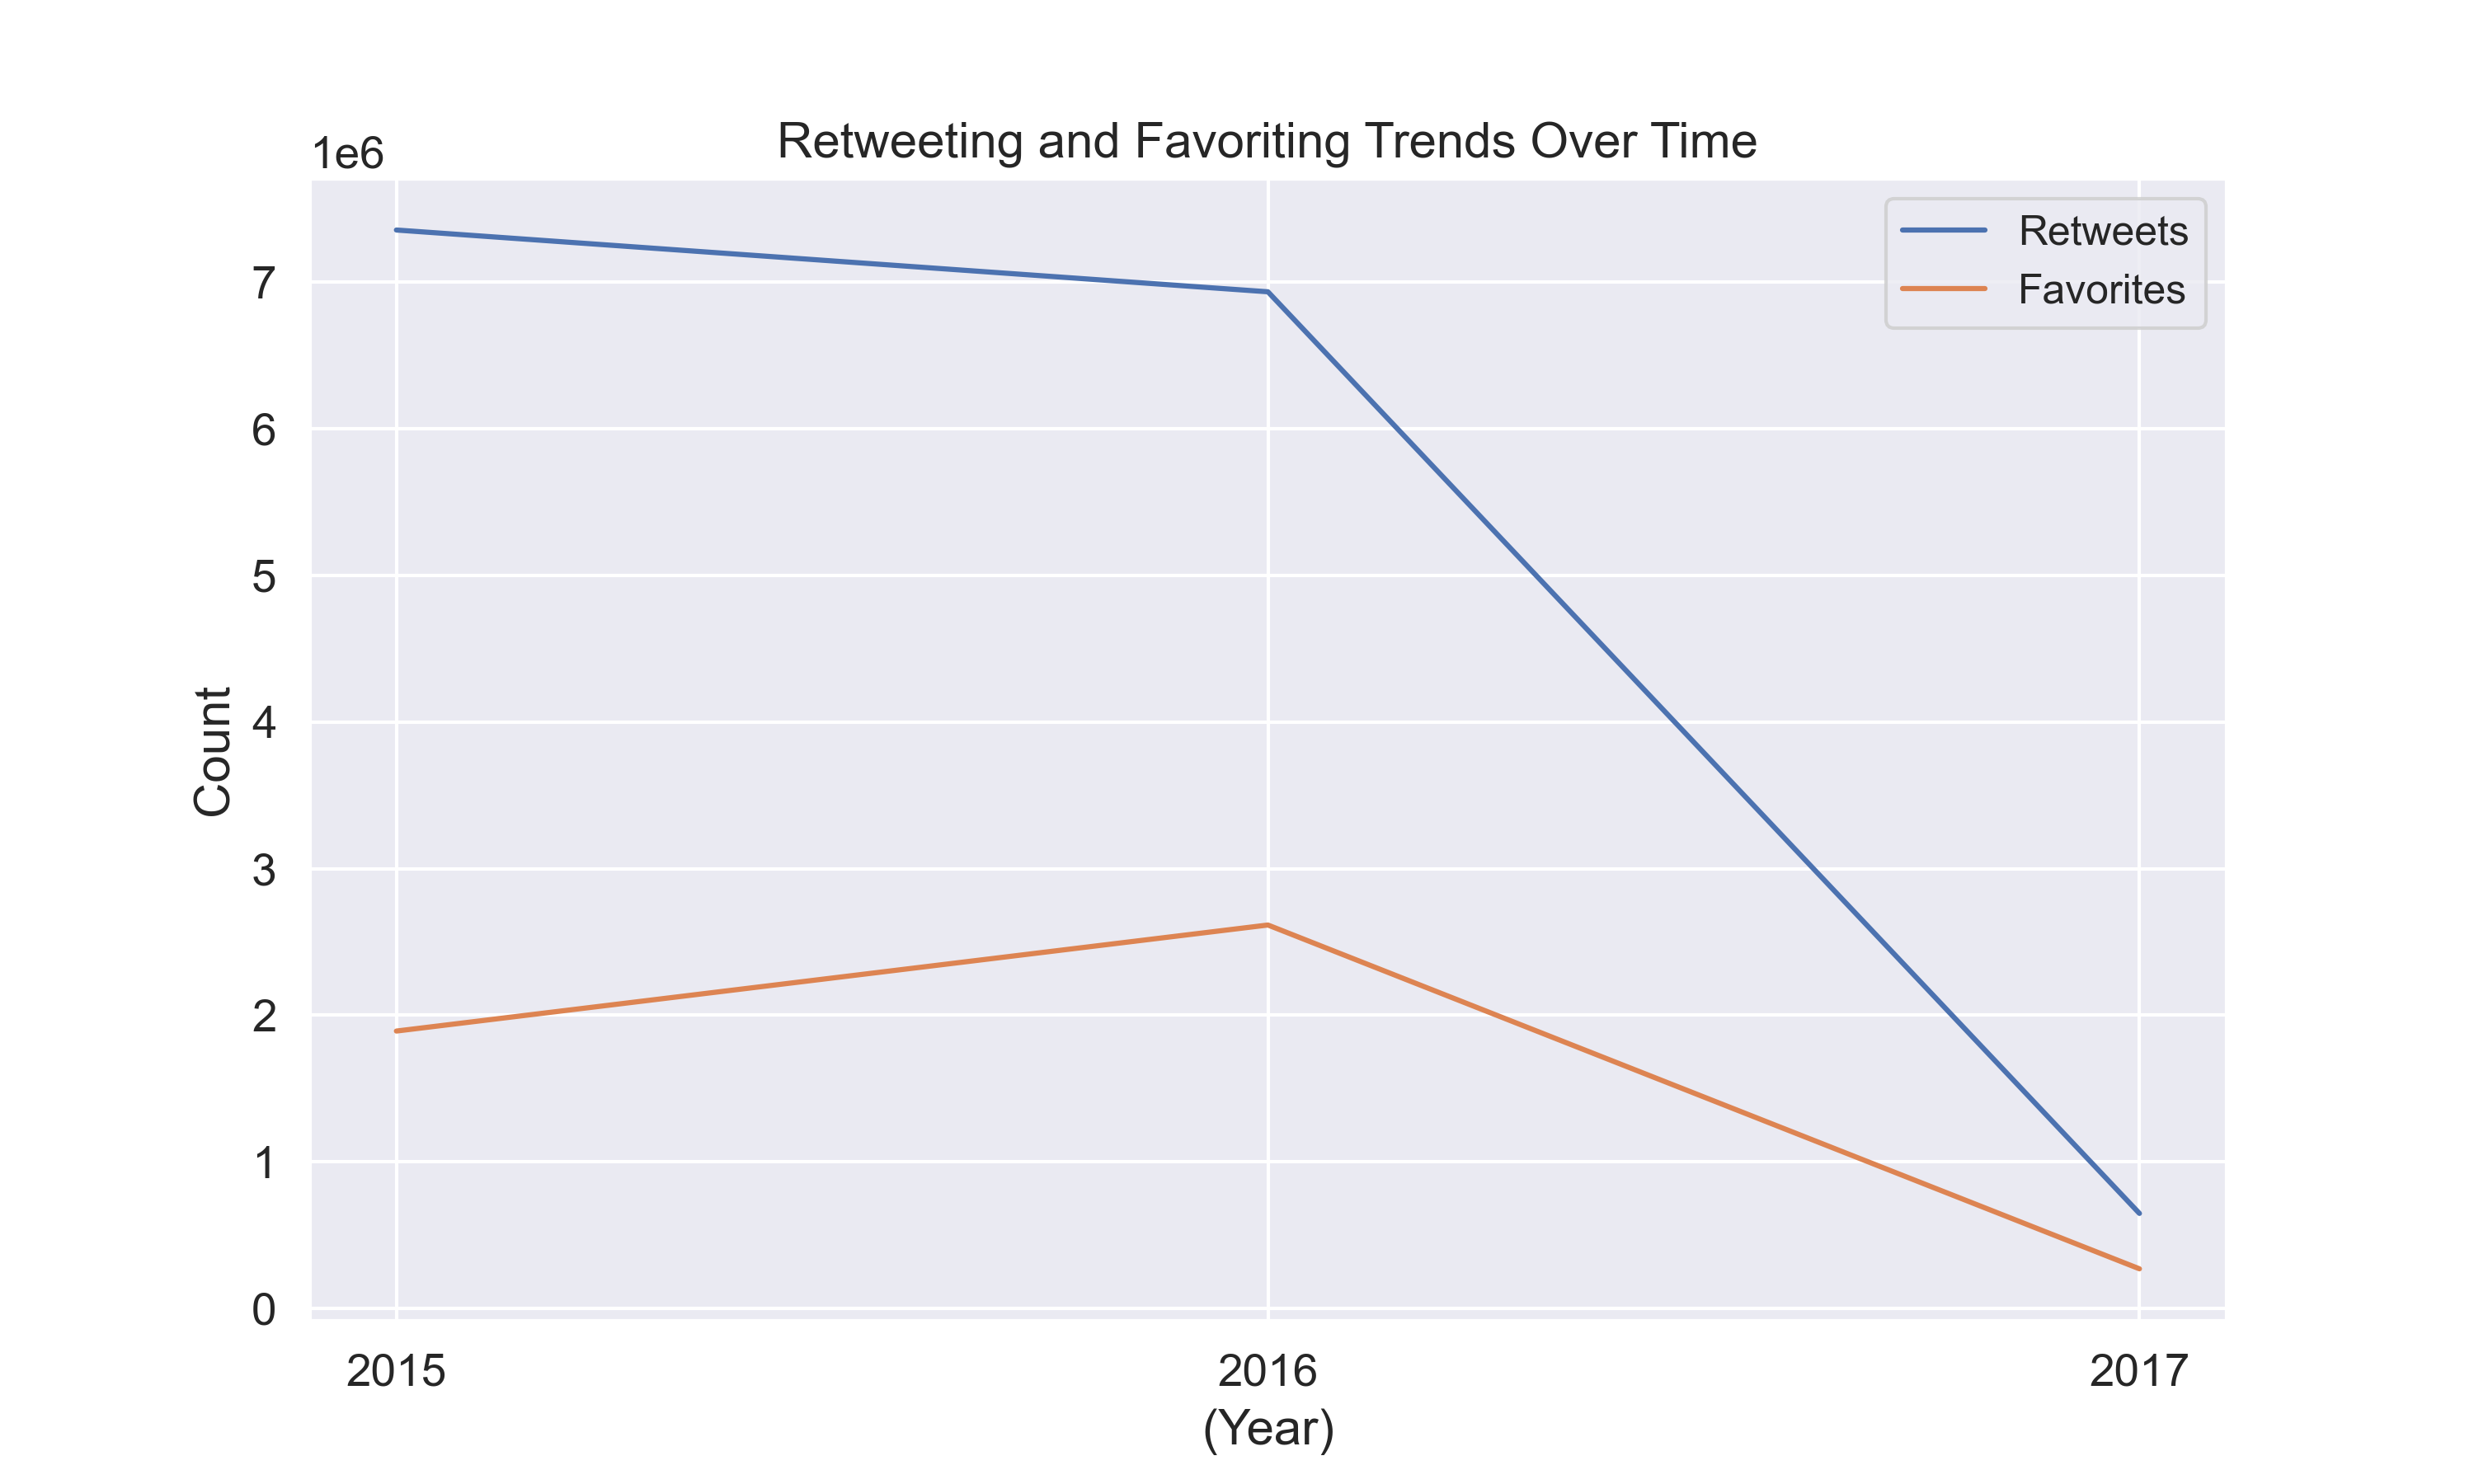 Retweeting and Favoriting Trends Over Time
1e6
Retweets
Favorites
7
6
5
4
3
2
1
0
Count
2015
2016
2017
(Year)